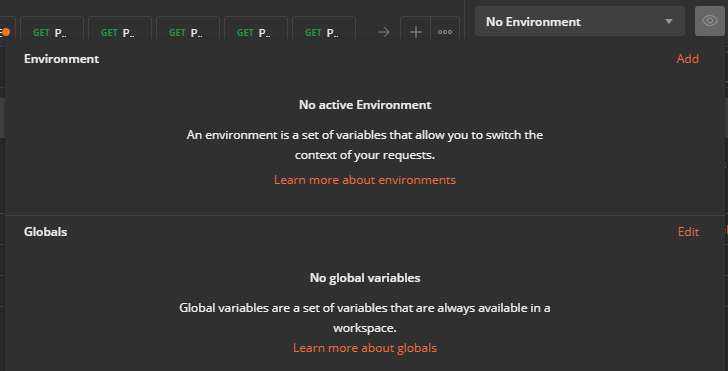 GET P.. GET P.. GET P.. GET P.. GET P.. No Environment
Environment Add
No active Environment
An environment is a set of variables that allow you to switch the
context of your requests.
Learn more about environments
Globals Edit
No global variables
Global variables are a set of variables that are always available in a
workspace.
Learn more about globals